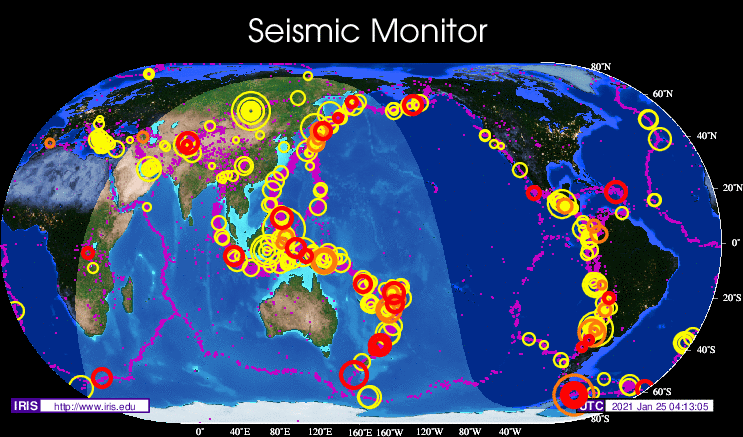 Seismic Monitor
80°N
60°N
40°N
20°N
0°
20°S
40°S
60°S
80°S
IRIS http://www.iris.edu
UTC 2021 Jan 25 04:13:05
0° 40°E 80°E 120°E 160°E 160°W 120°W 80°W 40°W